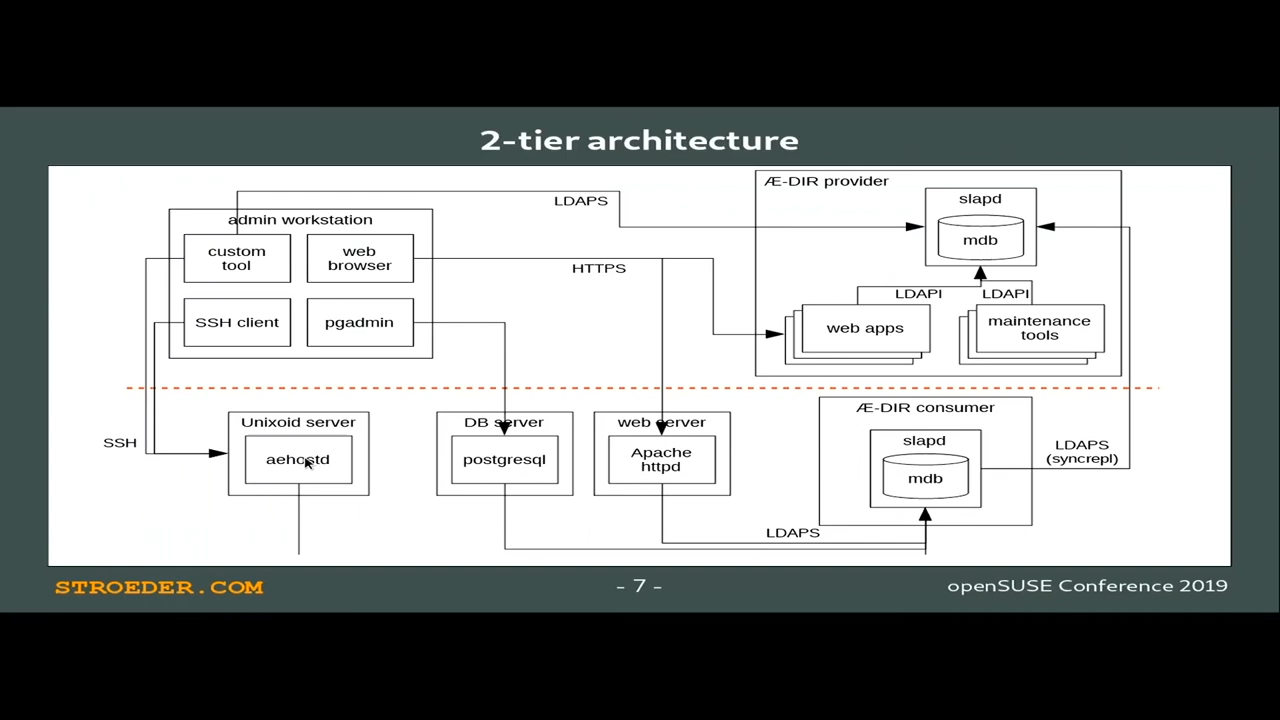 2-tier architecture
Æ-DIR provider
slapd
mdb
LDAPS
admin workstation
custom
tool
web
browser
HTTPS
LDAPI
LDAPI
SSH client
pgadmin
web apps
maintenance
tools
Æ-DIR consumer
Unixoid server
DB server
web server
SSH
aehostd
postgresql
Apache
httpd
slapd
mdb
LDAPS
(syncrepl)
LDAPS
STROEDER.COM
- 7 -
openSUSE Conference 2019